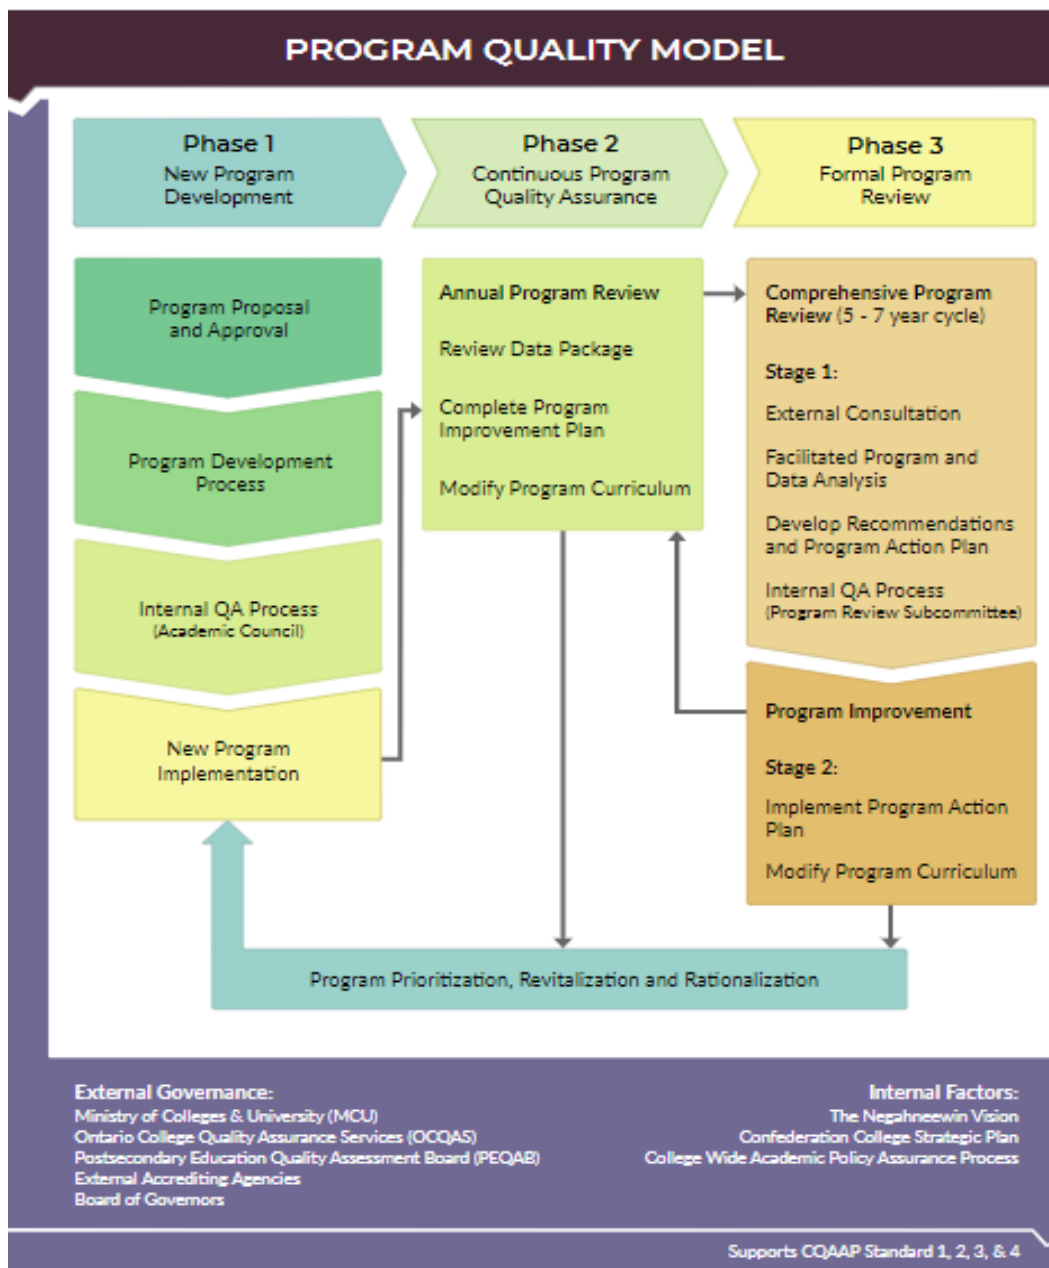 PROGRAM QUALITY MODEL
Phase 1
New Program
Development
Phase 2
Continuous Program
Quality Assurance
Phase 3
Formal Program
Review
Program Proposal
and Approval
Program Development
Process
Internal QA Process
(Academic Council)
New Program
Implementation
Annual Program Review
Review Data Package
Complete Program
Improvement Plan
Modify Program Curriculum
Comprehensive Program
Review (5 - 7 year cycle)
Stage 1:
External Consultation
Facilitated Program and
Data Analysis
Develop Recommendations
and Program Action Plan
Internal QA Process
(Program Review Subcommittee)
Program Improvement
Stage 2:
Implement Program Action
Plan
Modify Program Curriculum
Program Prioritization, Revitalization and Rationalization
External Governance:
Ministry of Colleges & University (MCU)
Ontario College Quality Assurance Services (OCQAS)
Postsecondary Education Quality Assessment Board (PEQAB)
External Accrediting Agencies
Board of Governors
Internal Factors:
The Negahneewin Vision
Confederation College Strategic Plan
College Wide Academic Policy Assurance Process
Supports CQAAP Standard 1, 2, 3, & 4